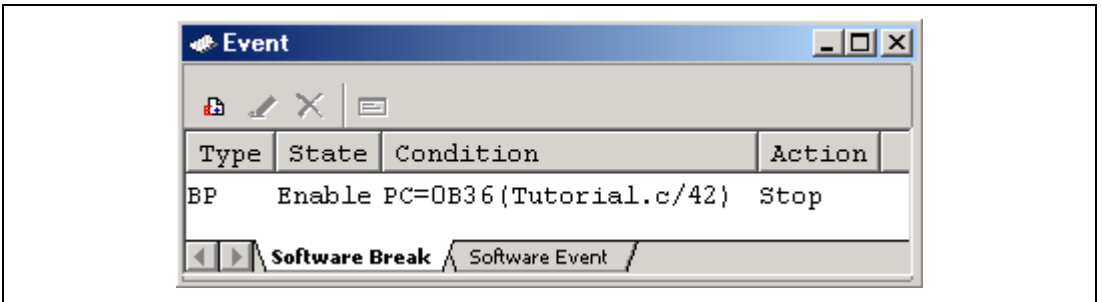 Event
Type State Condition Action
BP Enable PC=0B36(Tutorial.c/42) Stop
Software Break Software Event